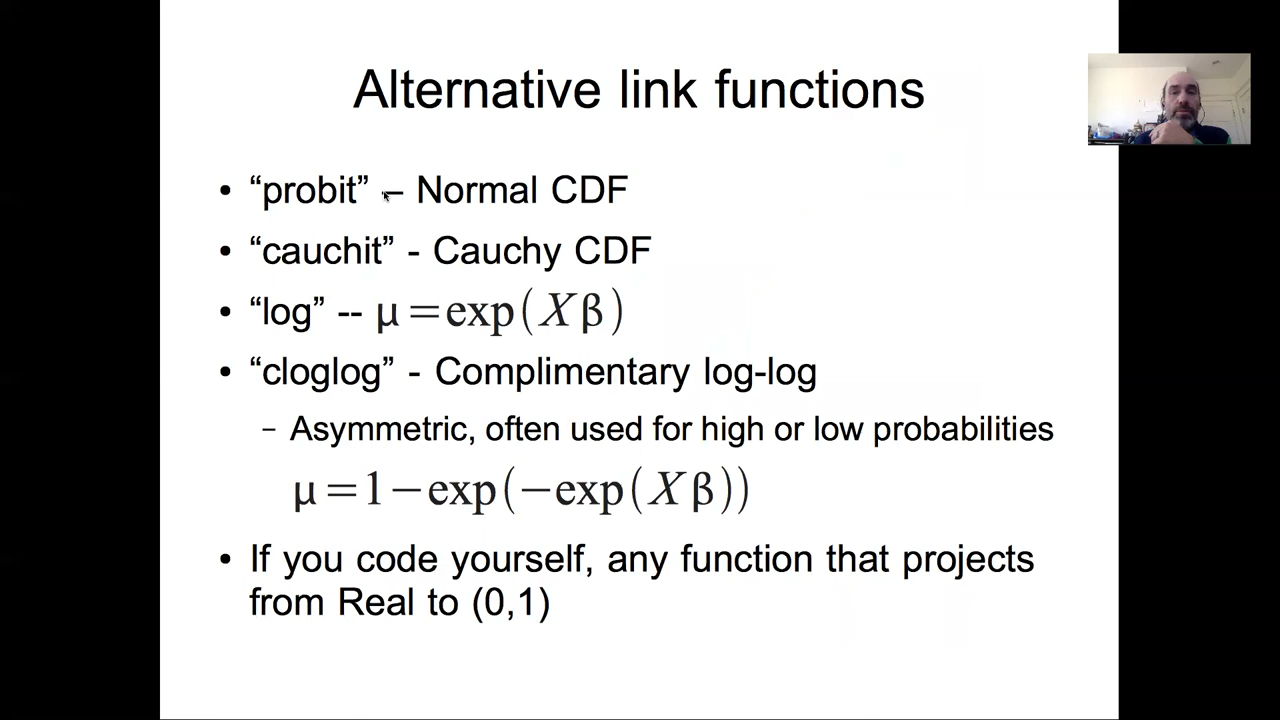 Alternative link functions
• “probit” – Normal CDF
• “cauchit” - Cauchy CDF
• “log” -- μ=exp(Xβ)
• “cloglog” - Complimentary log-log
– Asymmetric, often used for high or low probabilities
μ=1−exp(−exp(Xβ))
• If you code yourself, any function that projects
from Real to (0,1)